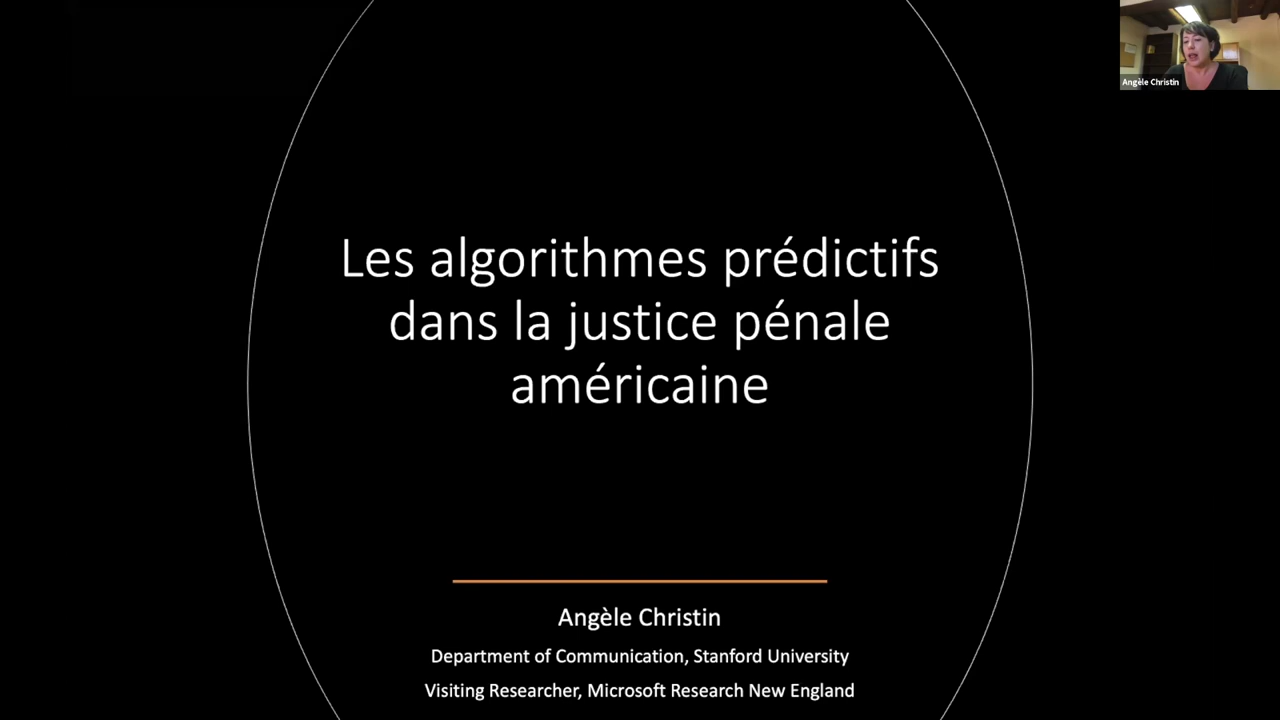 Angèle Christin
Les algorithmes prédictifs
dans la justice pénale
américaine
Angèle Christin
Department of Communication, Stanford University
Visiting Researcher, Microsoft Research New England